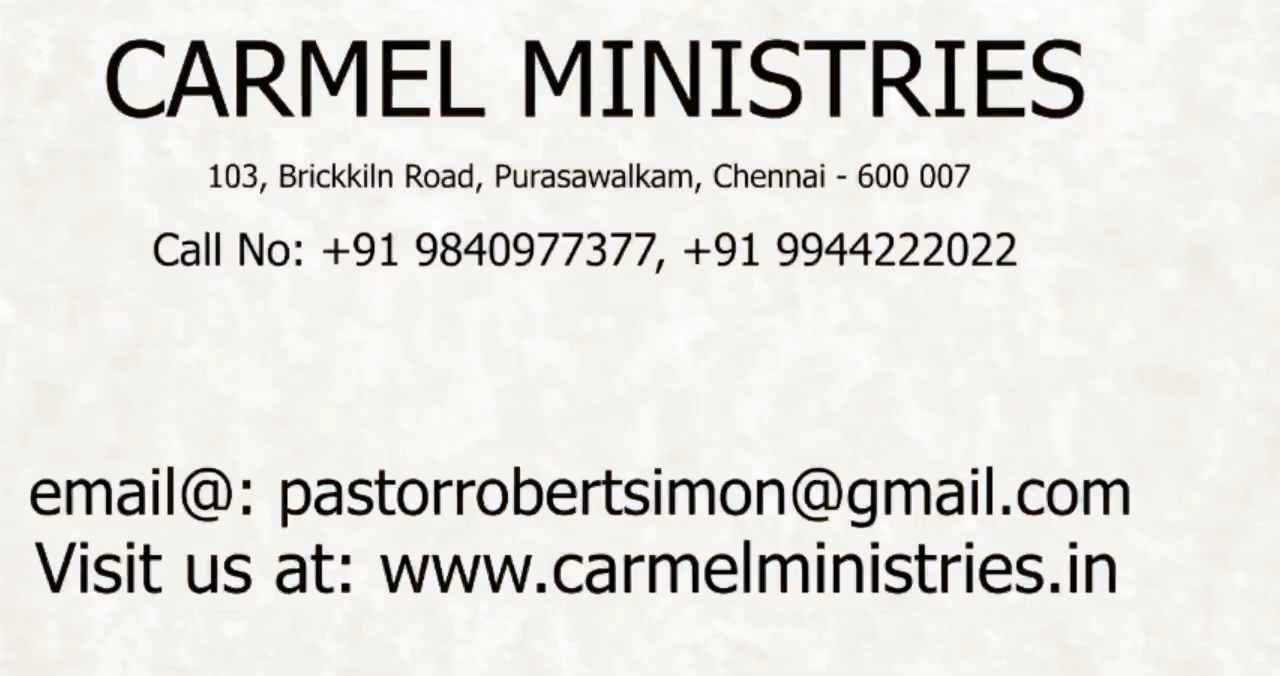 CARMEL MINISTRIES
103, Brickkiln Road, Purasawalkam, Chennai - 600 007
Call No: +91 9840977377, +91 9944222022
email@: pastorrobertsimon@gmail.com
Visit us at: www.carmelministries.in